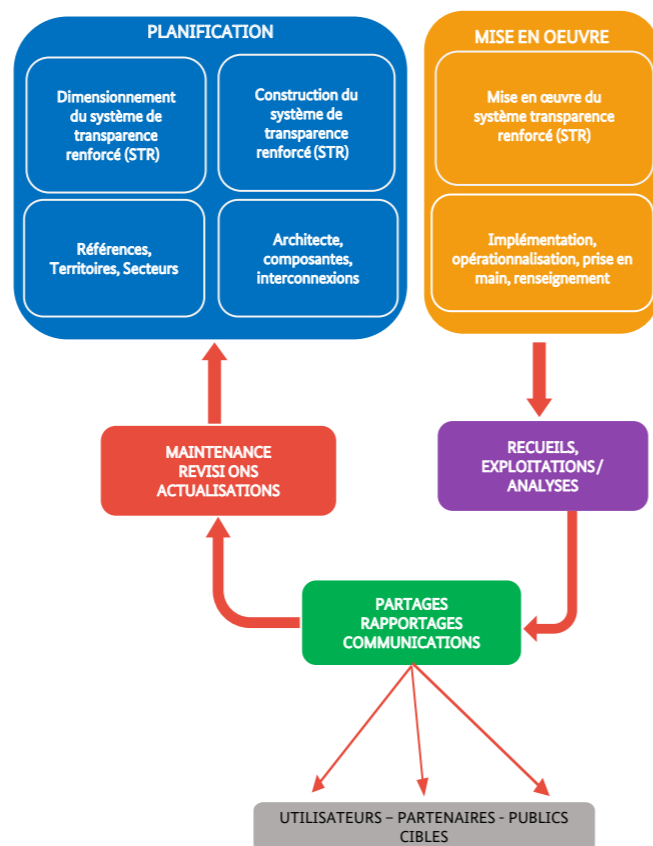 PLANIFICATION
Dimensionnement
du système de
transparence
renforcé (STR)
Construction du
système de
transparence
renforcé (STR)
Références,
Territoires, Secteurs
Architecte,
composantes,
interconnexions
MISE EN OEUVRE
Mise en œuvre du
système transparence
renforcé (STR)
Implémentation,
opérationnalisation, prise en
main, renseignement
RECUEILS,
EXPLOITATIONS/
ANALYSES
MAINTENANCE
REVISI ONS
ACTUALISATIONS
PARTAGES
RAPPORTAGES
COMMUNICATIONS
UTILISATEURS – PARTENAIRES - PUBLICS
CIBLES